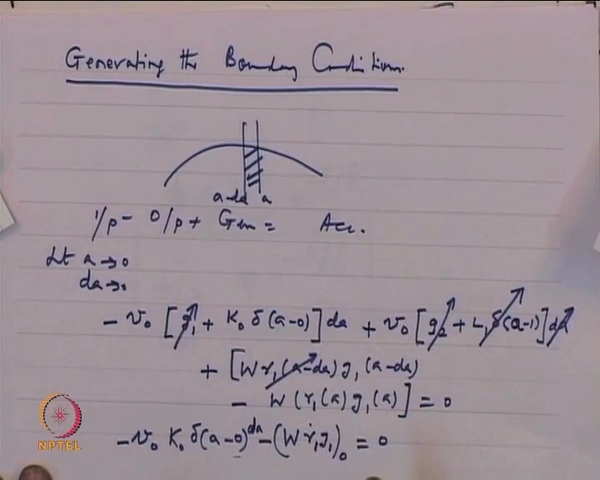 Generating the Boundary Conditions.
a-da a
I/p - O/p + Gen = Acc.
Lt a→0
da→0
- v₀ [g₁ + K₀ δ(a-0)] da + v₀ [g₂ + L₁ δ(a-1)] da
+ [W r₁(a-da) g₁(a-da)
- W(r₁(a) g₁(a)] = 0
- v₀ K₀ δ(a-0) da - (W r₁ g₁)₀ = 0
NPTEL